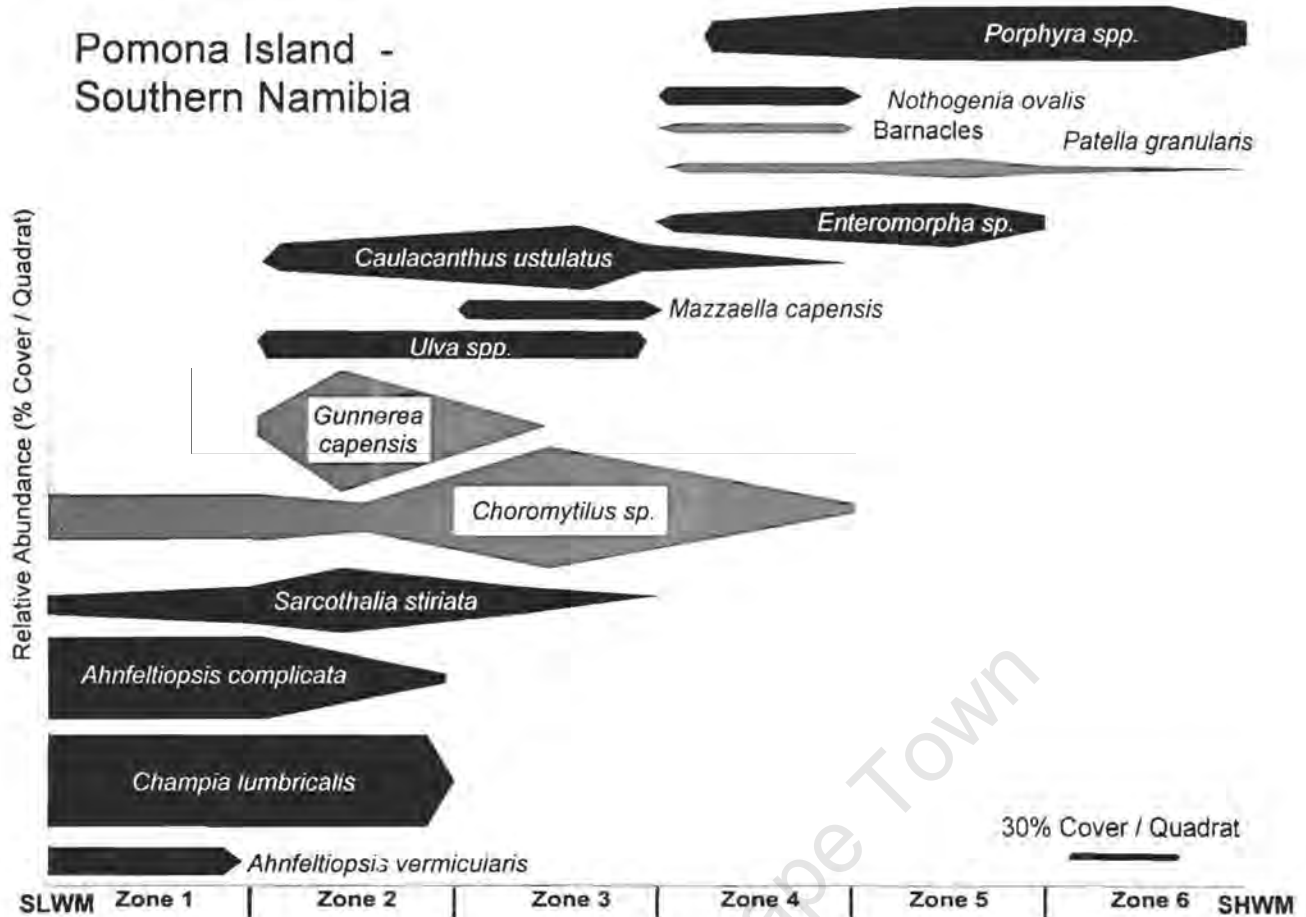 Pomona Island -
Southern Namibia
Porphyra spp.
Nothogenia ovalis
Barnacles
Patella granularis
Enteromorpha sp.
Caulacanthus ustulatus
Mazzaella capensis
Ulva spp.
Gunnerea
capensis
Choromytilus sp.
Sarcothalia stiriata
Ahnfeltiopsis complicata
Champia lumbricalis
Ahnfeltiopsis vermicularis
30% Cover / Quadrat
Relative Abundance (% Cover / Quadrat)
SLWM Zone 1 Zone 2 Zone 3 Zone 4 Zone 5 Zone 6 SHWM